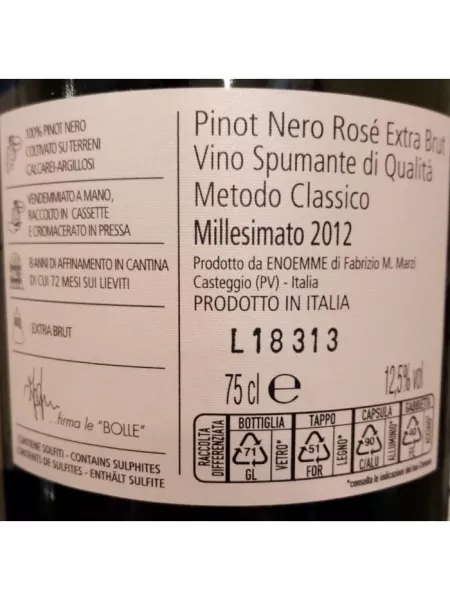 100% PINOT NERO
COLTIVATO SU TERRENI
CALCAREI-ARGILLOSI
VENDEMMIATO A MANO,
RACCOLTO IN CASSETTE
E CRIOMACERATO IN PRESSA
8 ANNI DI AFFINAMENTO IN CANTINA
DI CUI 72 MESI SUI LIEVITI
EXTRA BRUT
...firma le "BOLLE"
CONTIENE SOLFITI - CONTAINS SULPHITES
CONTENTS DE SULFITES - ENTHÄLT SULFITE
Pinot Nero Rosé Extra Brut
Vino Spumante di Qualità
Metodo Classico
Millesimato 2012
Prodotto da ENOEMME di Fabrizio M. Marzi
Casteggio (PV) - Italia
PRODOTTO IN ITALIA
L18313
75 cl e 12,5% vol
RACCOLTA
DIFFERENZIATA
BOTTIGLIA
71
GL
VETRO*
TAPPO
51
FOR
LEGNO*
CAPSULA
90
C/ALU
ALLUMINIO*
GABBIETTA
40
FE
ACCIAIO*
*consulta le indicazioni del tuo Comune